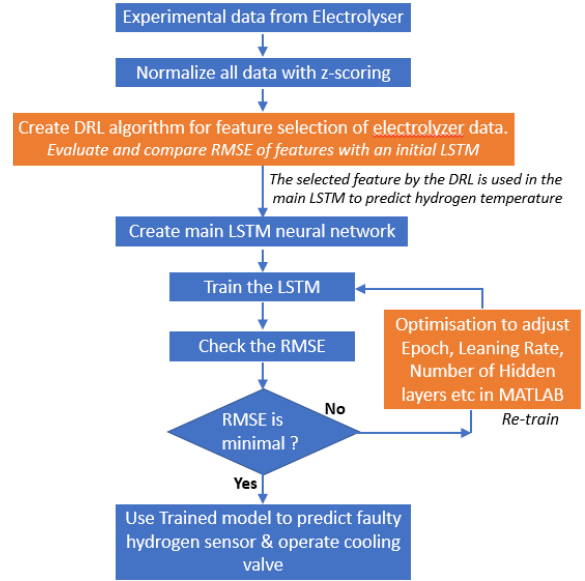 Experimental data from Electrolyser
Normalize all data with z-scoring
Create DRL algorithm for feature selection of electrolyzer data.
Evaluate and compare RMSE of features with an initial LSTM
The selected feature by the DRL is used in the
main LSTM to predict hydrogen temperature
Create main LSTM neural network
Train the LSTM
Check the RMSE
Optimisation to adjust
Epoch, Leaning Rate,
Number of Hidden
layers etc in MATLAB
Re-train
RMSE is
minimal ?
No
Yes
Use Trained model to predict faulty
hydrogen sensor & operate cooling
valve